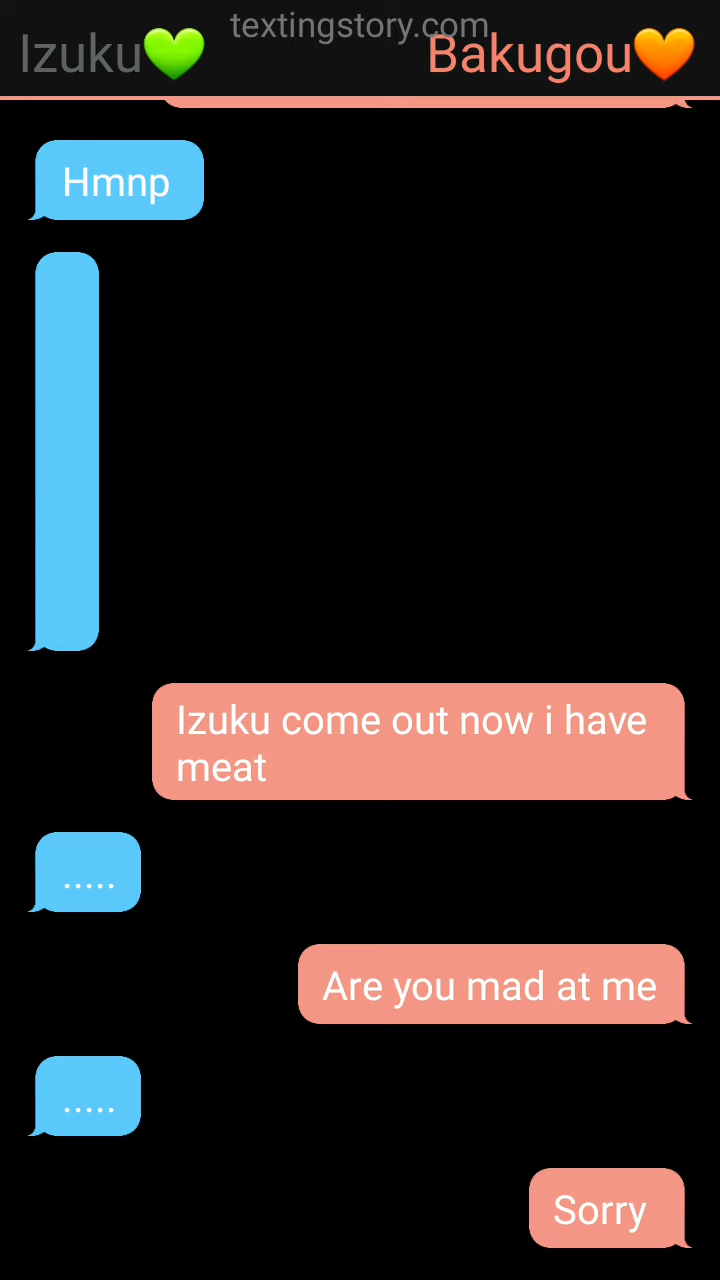 textingstory.com
Izuku💚 Bakugou🧡
Hmnp
Izuku come out now i have
meat
.....
Are you mad at me
.....
Sorry